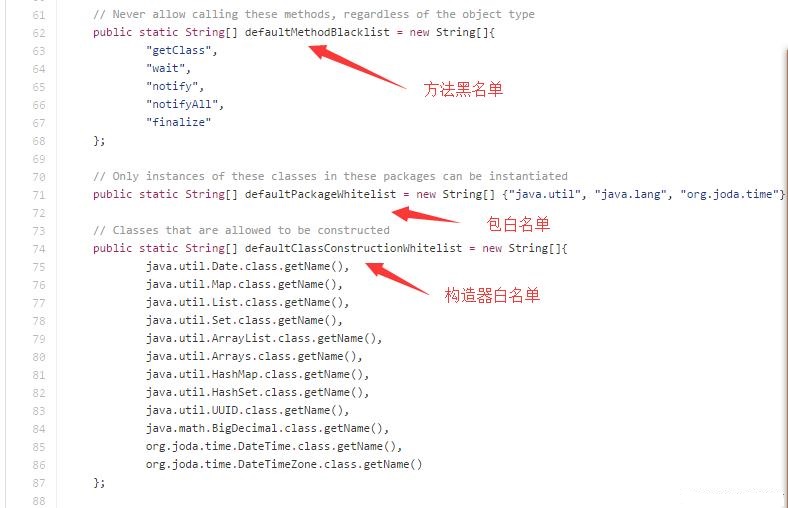 61 // Never allow calling these methods, regardless of the object type
62 public static String[] defaultMethodBlacklist = new String[]{
63 "getClass",
64 "wait",
65 "notify",
66 "notifyAll",
67 "finalize"
68 };
方法黑名单
69
70 // Only instances of these classes in these packages can be instantiated
71 public static String[] defaultPackageWhitelist = new String[] {"java.util", "java.lang", "org.joda.time"}
72
包白名单
73 // Classes that are allowed to be constructed
74 public static String[] defaultClassConstructionWhitelist = new String[]{
75 java.util.Date.class.getName(),
76 java.util.Map.class.getName(),
构造器白名单
77 java.util.List.class.getName(),
78 java.util.Set.class.getName(),
79 java.util.ArrayList.class.getName(),
80 java.util.Arrays.class.getName(),
81 java.util.HashMap.class.getName(),
82 java.util.HashSet.class.getName(),
83 java.util.UUID.class.getName(),
84 java.math.BigDecimal.class.getName(),
85 org.joda.time.DateTime.class.getName(),
86 org.joda.time.DateTimeZone.class.getName()
87 };
88